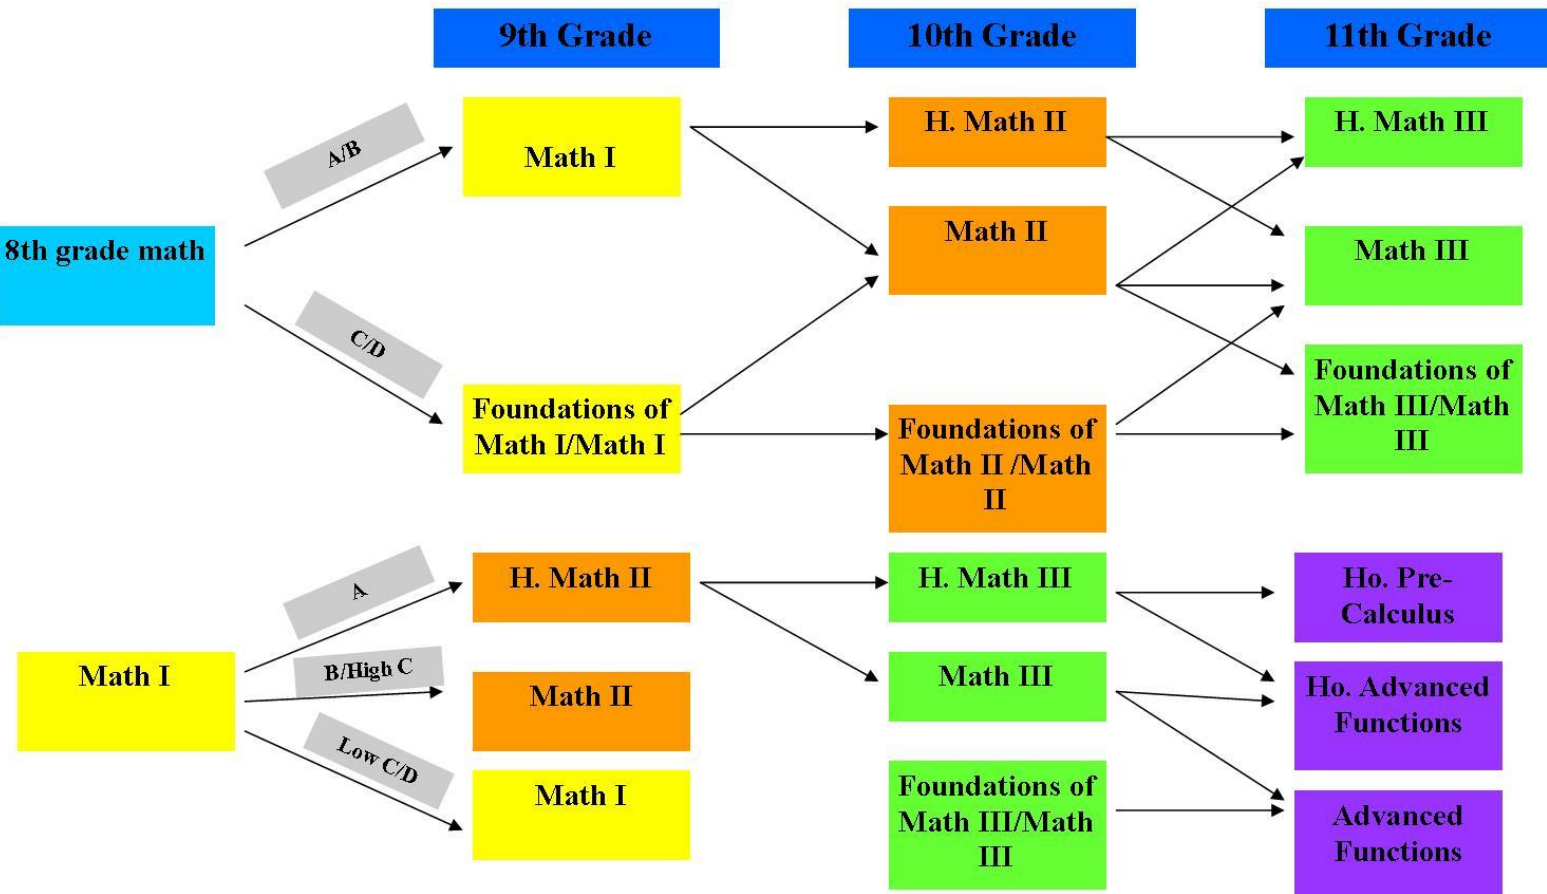 9th Grade
10th Grade
11th Grade
A/B
Math I
H. Math II
H. Math III
8th grade math
Math II
Math III
C/D
Foundations of
Math I/Math I
Foundations of
Math II /Math
II
Foundations of
Math III/Math
III
A
H. Math II
H. Math III
Ho. Pre-
Calculus
Math I
B/High C
Math II
Math III
Ho. Advanced
Functions
Low C/D
Math I
Foundations of
Math III/Math
III
Advanced
Functions